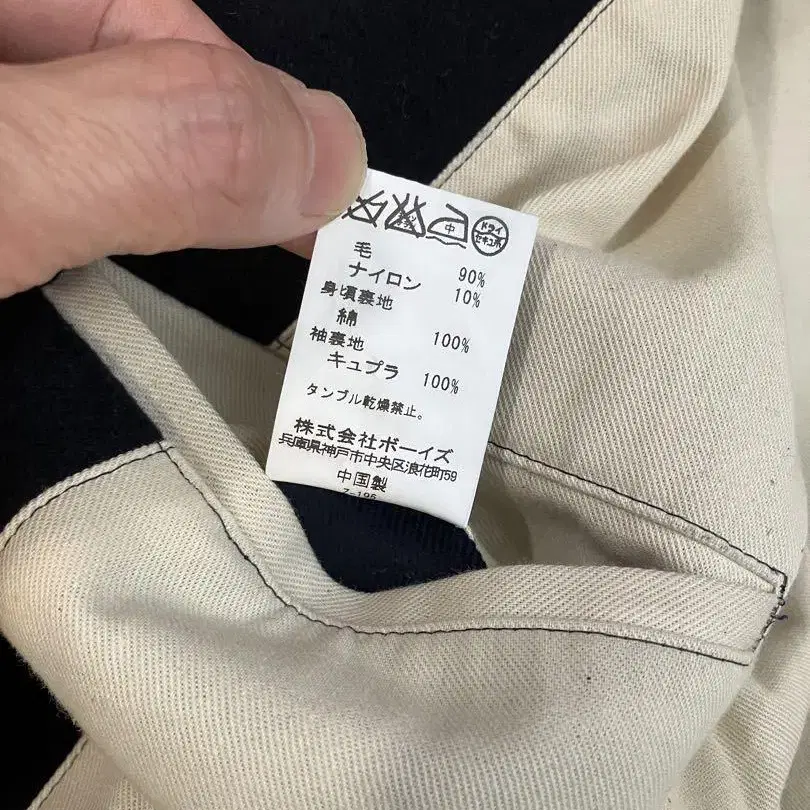 中 ドライ
セキユ系
毛
ナイロン 90%
身頃裏地 10%
綿
袖裏地 100%
キュプラ 100%
タンブル乾燥禁止。
株式会社ボーイズ
兵庫県神戸市中央区浪花町59
中国製